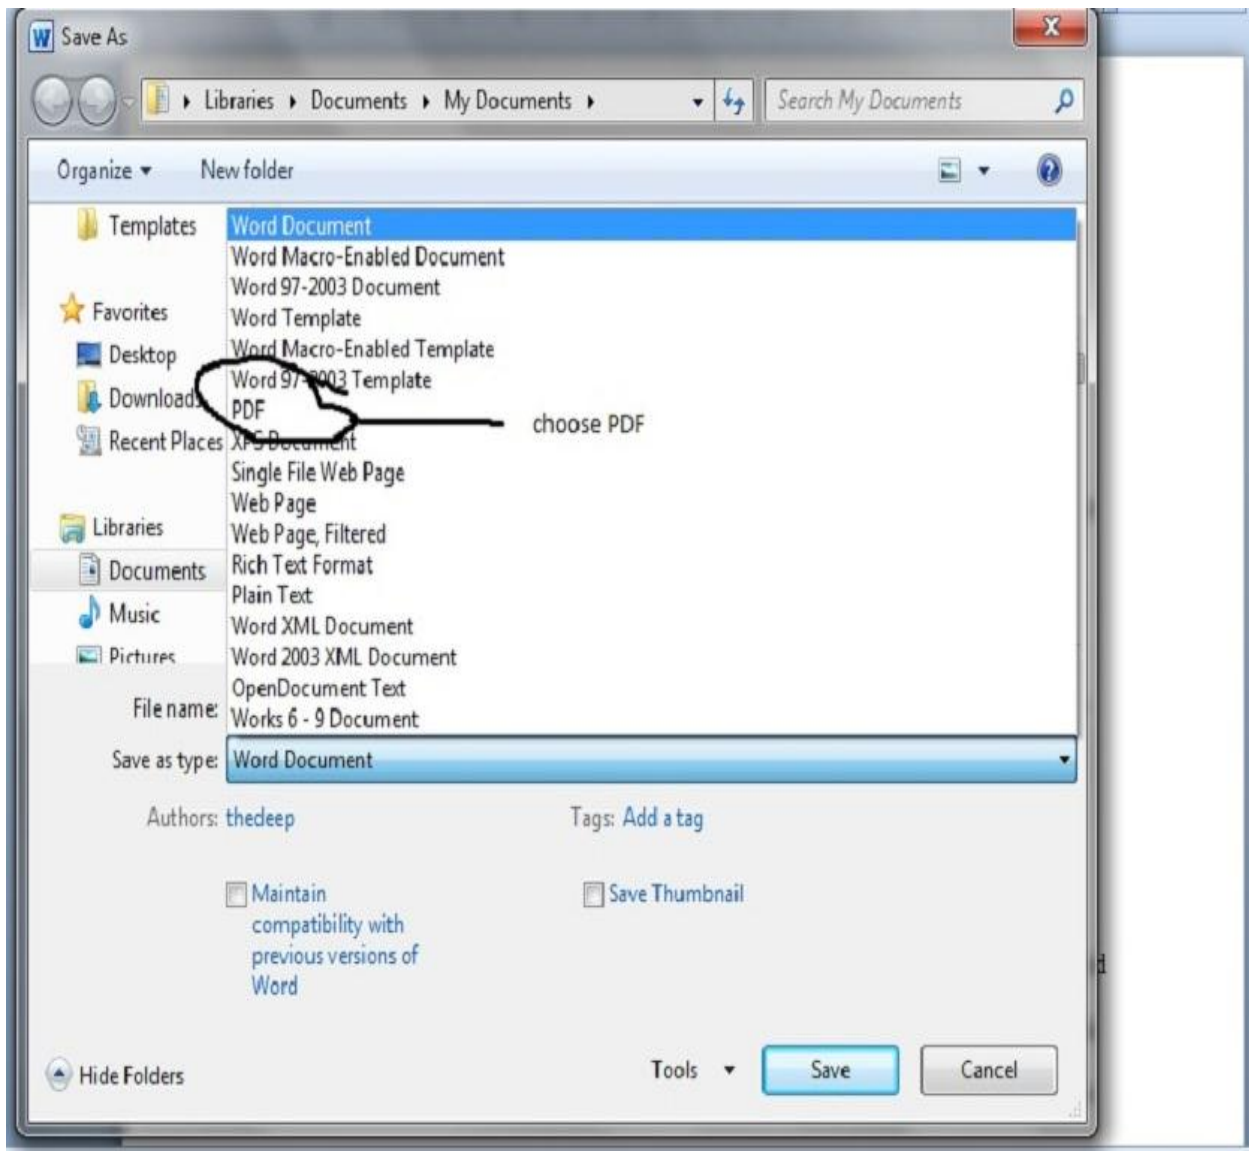 Save As
Libraries Documents My Documents
Search My Documents
Organize
New folder
Templates
Favorites
Desktop
Downloads
Recent Places
Libraries
Documents
Music
Pictures
Word Document
Word Macro-Enabled Document
Word 97-2003 Document
Word Template
Word Macro-Enabled Template
Word 97-2003 Template
PDF
choose PDF
XPS Document
Single File Web Page
Web Page
Web Page, Filtered
Rich Text Format
Plain Text
Word XML Document
Word 2003 XML Document
OpenDocument Text
Works 6 - 9 Document
File name:
Save as type: Word Document
Authors: thedeep
Tags: Add a tag
Maintain
compatibility with
previous versions of
Word
Save Thumbnail
Hide Folders
Tools
Save
Cancel